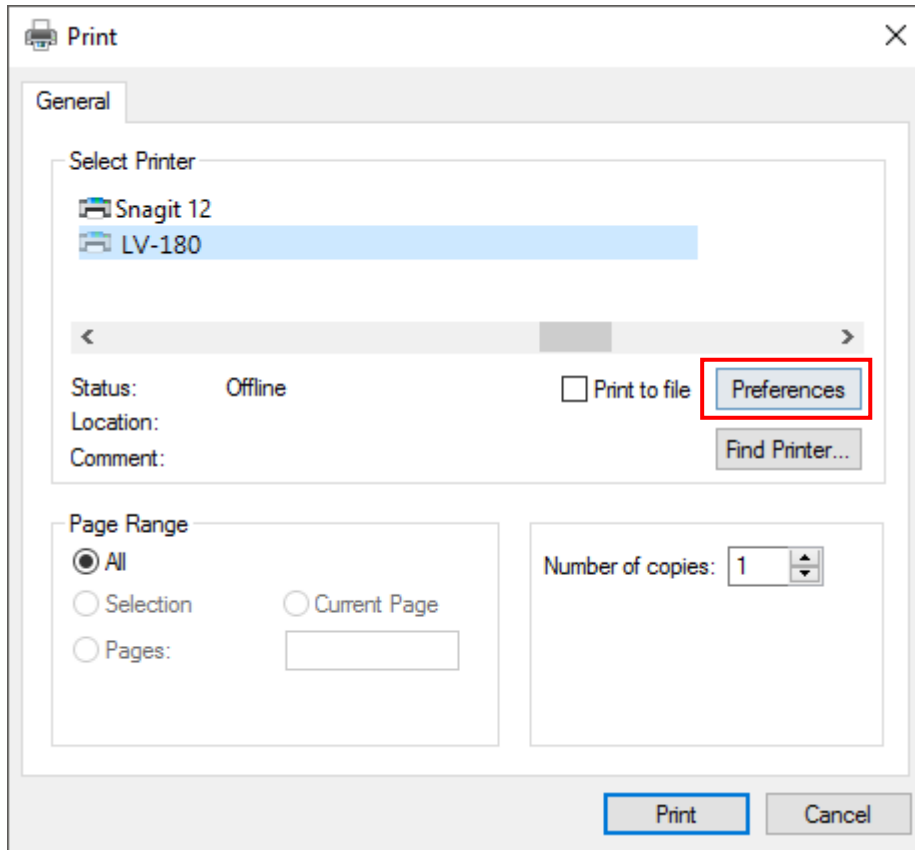 Print
General
Select Printer
Snagit 12
LV-180
Status: Offline
Print to file
Preferences
Location:
Find Printer...
Comment:
Page Range
All
Number of copies: 1
Selection
Current Page
Pages:
Print
Cancel